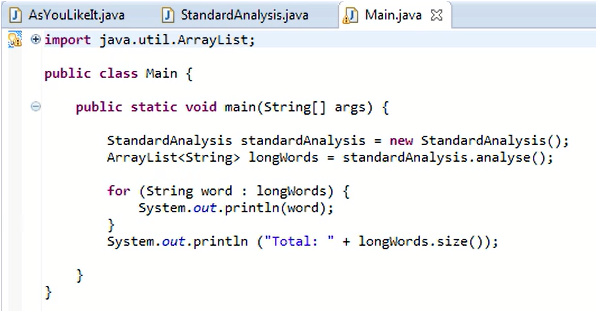 AsYouLikeIt.java StandardAnalysis.java Main.java
import java.util.ArrayList;
public class Main {
public static void main(String[] args) {
StandardAnalysis standardAnalysis = new StandardAnalysis();
ArrayList<String> longWords = standardAnalysis.analyse();
for (String word : longWords) {
System.out.println(word);
}
System.out.println ("Total: " + longWords.size());
}
}